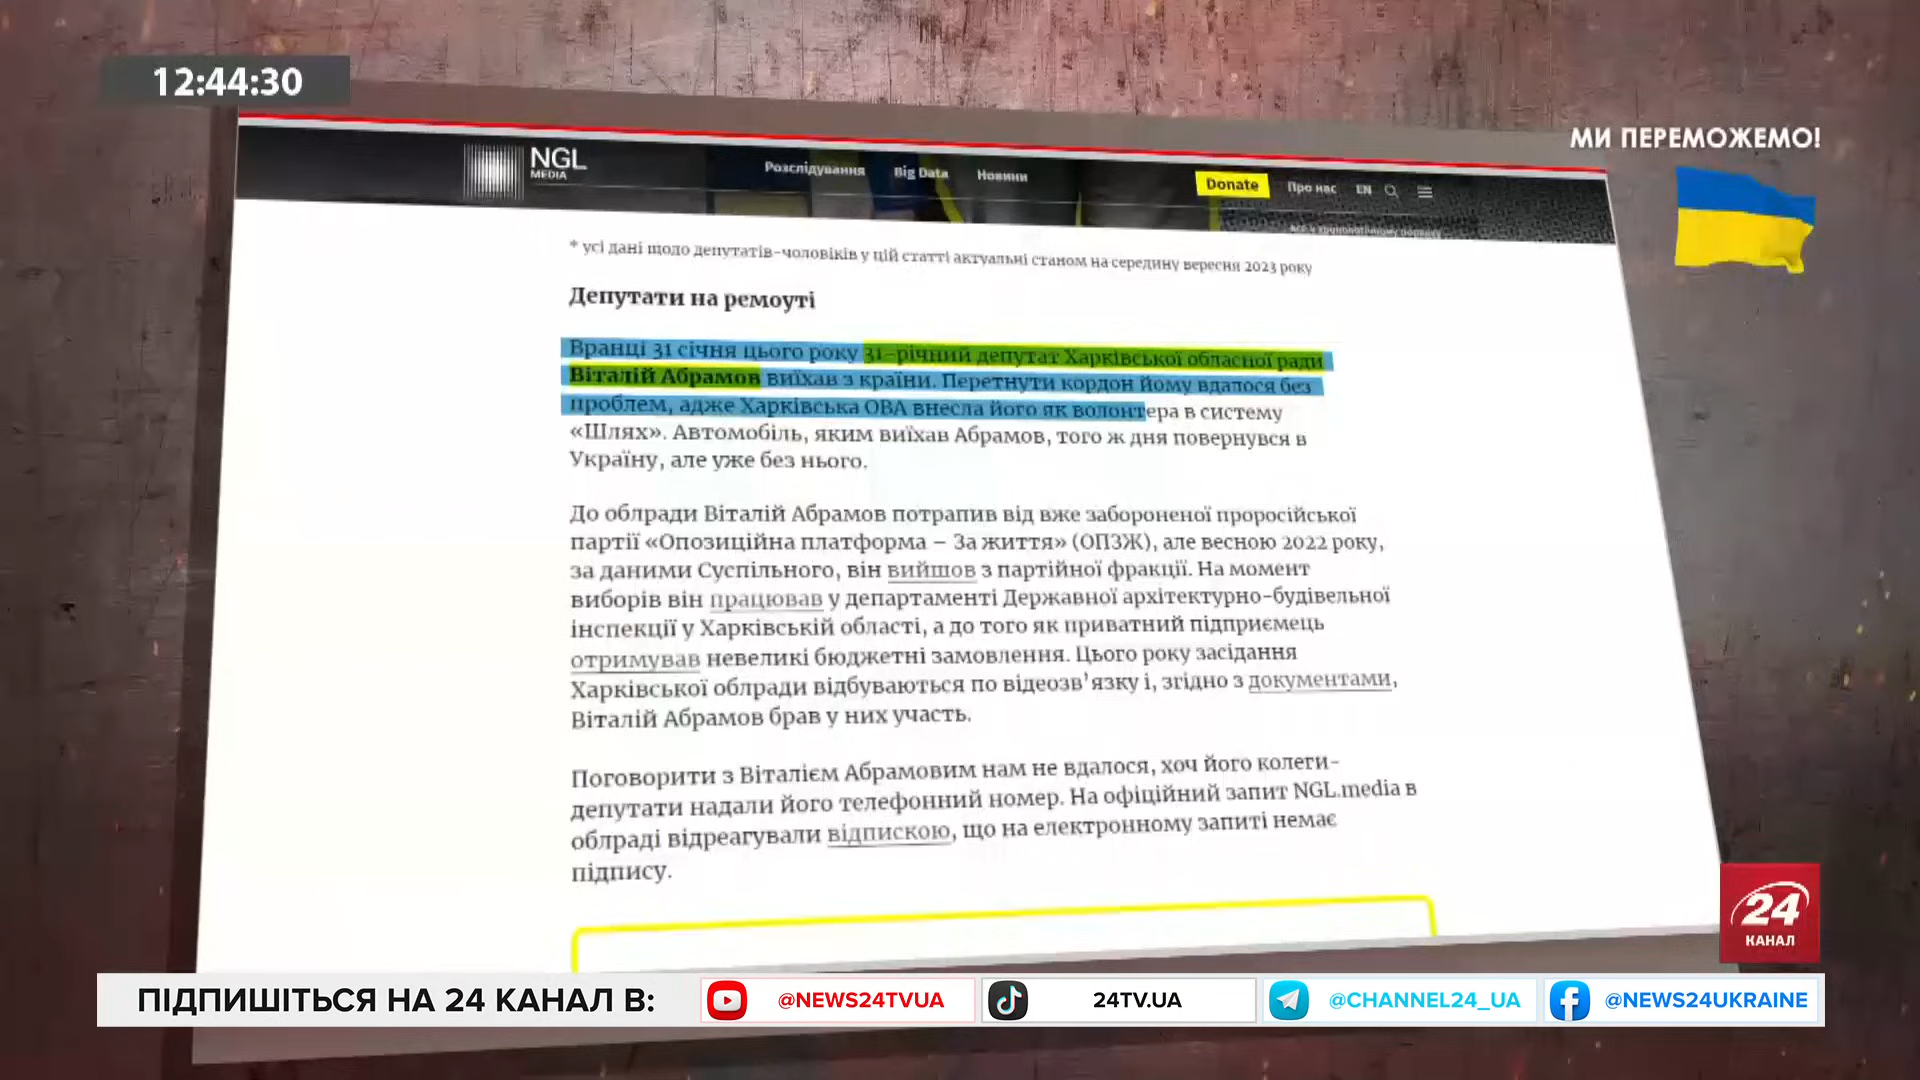 12:44:30
МИ ПЕРЕМОЖЕМО!
NGL
MEDIA
Розслідування Big Data Новини
Donate Про нас EN
* усі дані щодо депутатів-чоловіків у цій статті актуальні станом на середину вересня 2023 року
Депутати на ремоуті
Вранці 31 січня цього року 31-річний депутат Харківської обласної ради
Віталій Абрамов виїхав з країни. Перетнути кордон йому вдалося без
проблем, адже Харківська ОВА внесла його як волонтера в систему
«Шлях». Автомобіль, яким виїхав Абрамов, того ж дня повернувся в
Україну, але уже без нього.
До облради Віталій Абрамов потрапив від вже забороненої проросійської
партії «Опозиційна платформа – За життя» (ОПЗЖ), але весною 2022 року,
за даними Суспільного, він вийшов з партійної фракції. На момент
виборів він працював у департаменті Державної архітектурно-будівельної
інспекції у Харківській області, а до того як приватний підприємець
отримував невеликі бюджетні замовлення. Цього року засідання
Харківської облради відбуваються по відеозв’язку і, згідно з документами,
Віталій Абрамов брав у них участь.
Поговорити з Віталієм Абрамовим нам не вдалося, хоч його колеги-
депутати надали його телефонний номер. На офіційний запит NGL.media в
облраді відреагували відпискою, що на електронному запиті немає
підпису.
24
КАНАЛ
ПІДПИШІТЬСЯ НА 24 КАНАЛ В: @NEWS24TVUA 24TV.UA @CHANNEL24_UA @NEWS24UKRAINE